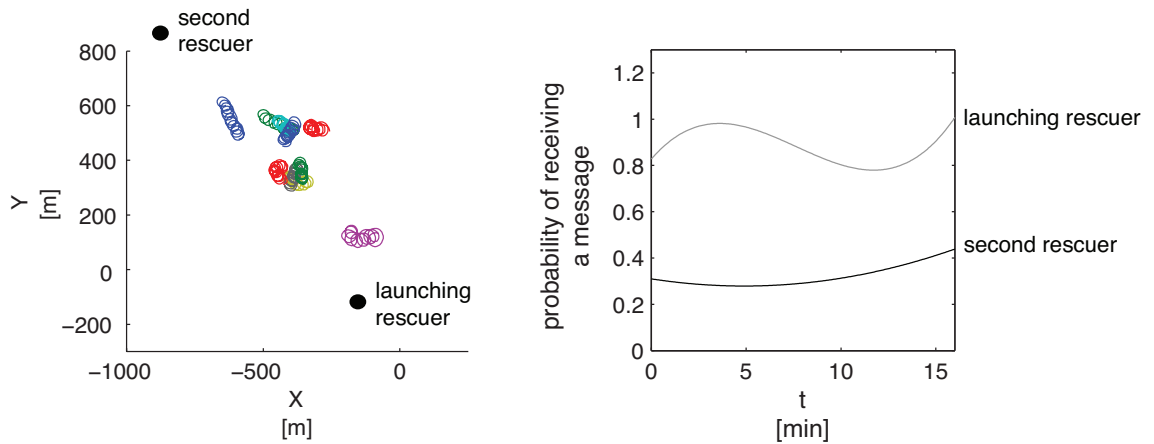 second
rescuer
800
600
400
200
0
−200
Y
[m]
launching
rescuer
−1000
−500
0
X
[m]
probability of receiving
a message
1.2
1
0.8
0.6
0.4
0.2
0
launching rescuer
second rescuer
0
5
10
15
t
[min]